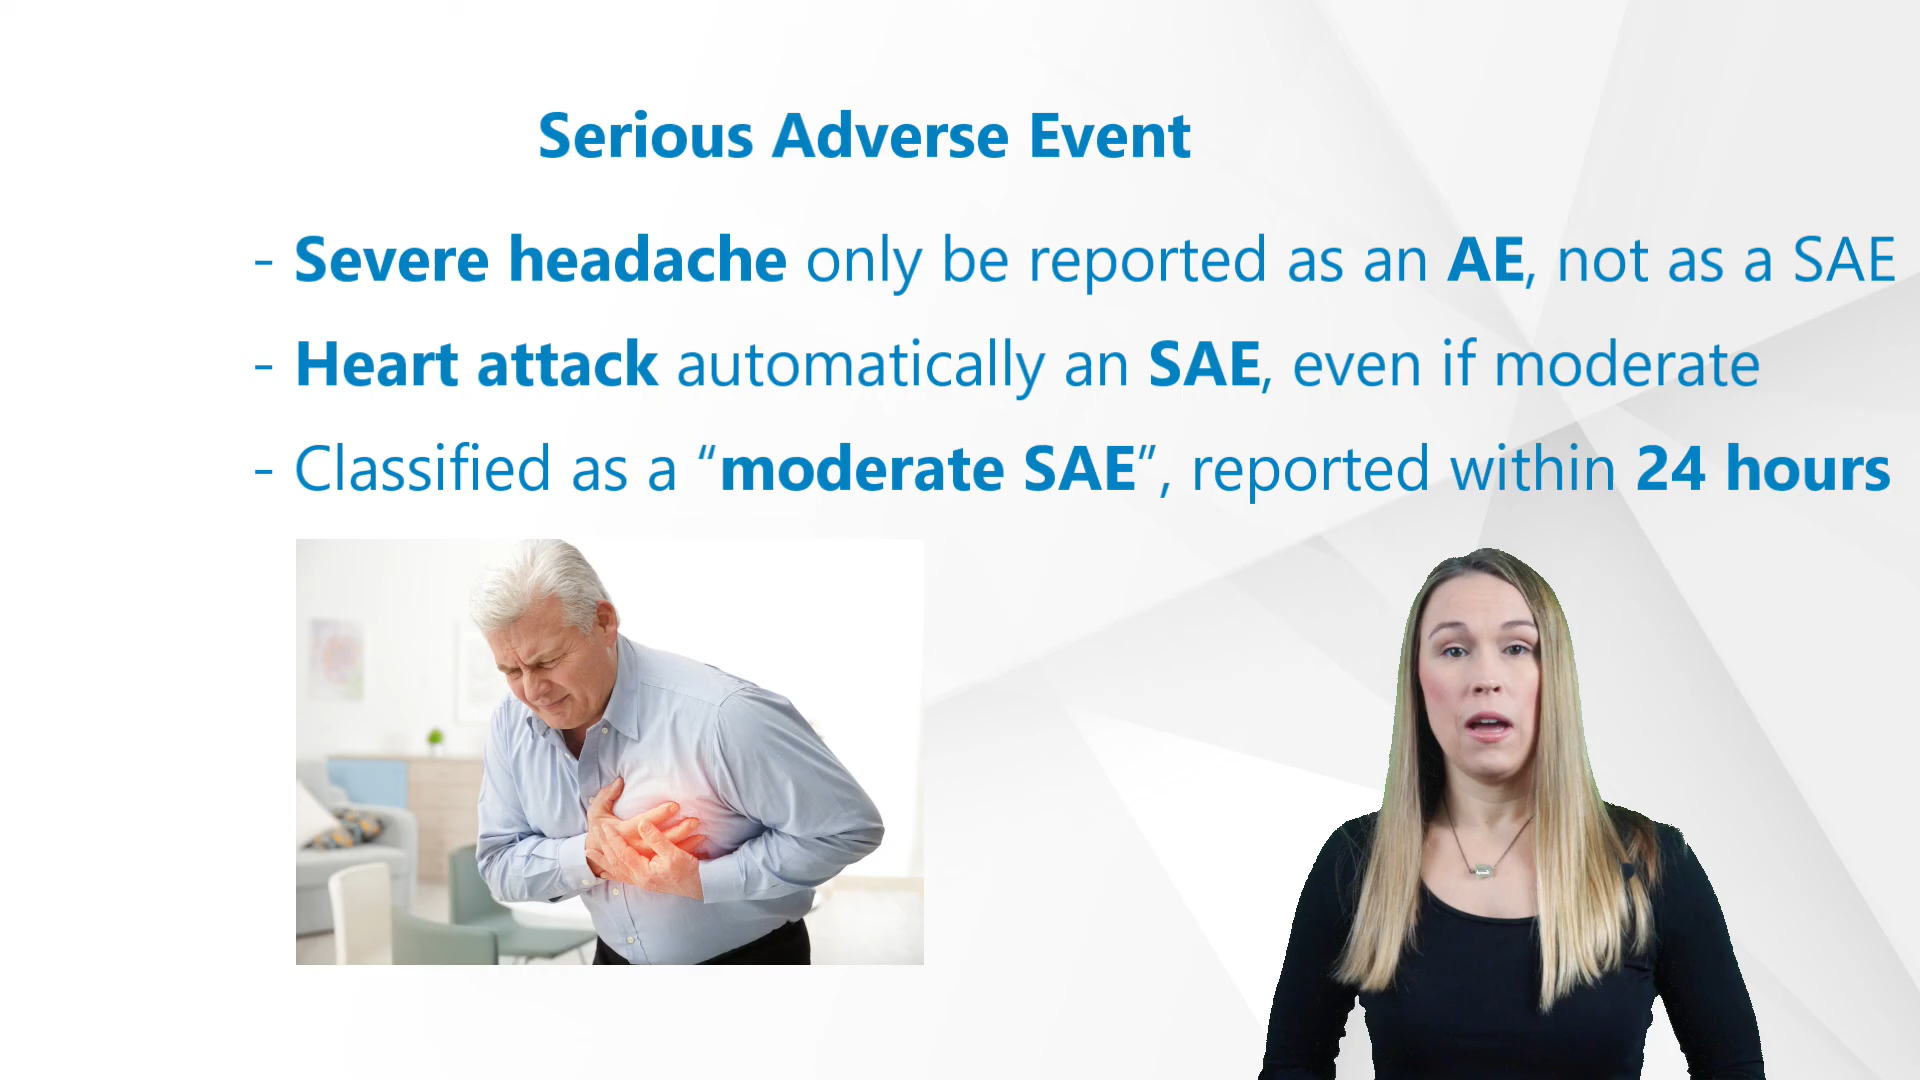 Serious Adverse Event
- Severe headache only be reported as an AE, not as a SAE
- Heart attack automatically an SAE, even if moderate
- Classified as a “moderate SAE”, reported within 24 hours